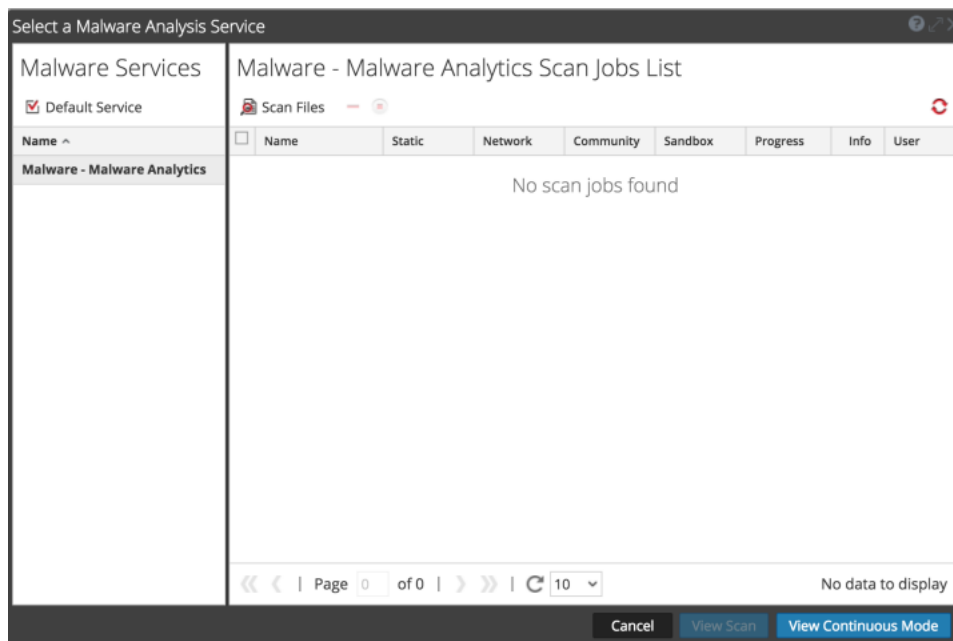 Select a Malware Analysis Service
Malware Services
Default Service
Name
Malware - Malware Analytics
Malware - Malware Analytics Scan Jobs List
Scan Files
Name Static Network Community Sandbox Progress Info User
No scan jobs found
| Page 0 of 0 | | 10 No data to display
Cancel View Scan View Continuous Mode